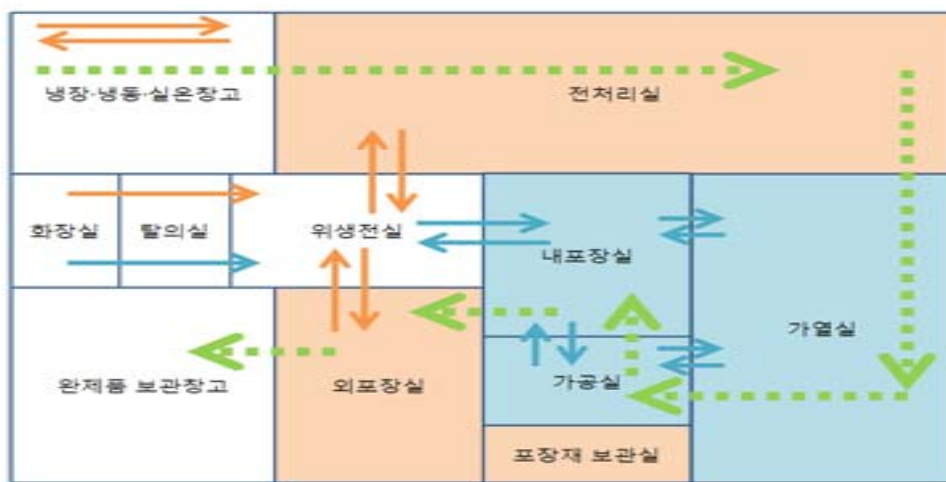 냉장·냉동·실온창고
전처리실
화장실
탈의실
위생전실
내포장실
가열실
완제품 보관창고
외포장실
가공실
포장재 보관실